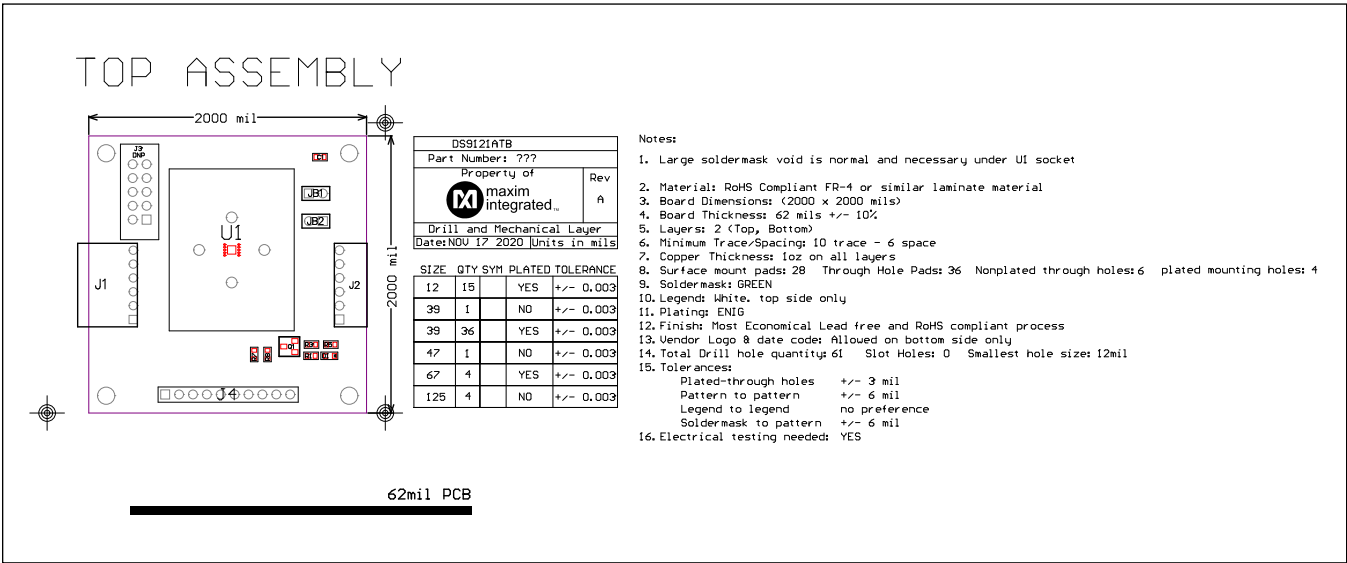 TOP ASSEMBLY
2000 mil
2000 mil
J3
DNP
C1
JB1
JB2
U1
J1
J2
J4
DS9121ATB
Part Number: ???
Property of
Rev
maxim
integrated™
A
Drill and Mechanical Layer
Date: NOV 17 2020 Units in mils
SIZE QTY SYM PLATED TOLERANCE
12 15 YES +/- 0.003
39 1 NO +/- 0.003
39 36 YES +/- 0.003
47 1 NO +/- 0.003
67 4 YES +/- 0.003
125 4 NO +/- 0.003
Notes:
1. Large soldermask void is normal and necessary under U1 socket
2. Material: RoHS Compliant FR-4 or similar laminate material
3. Board Dimensions: (2000 x 2000 mils)
4. Board Thickness: 62 mils +/- 10%
5. Layers: 2 (Top, Bottom)
6. Minimum Trace/Spacing: 10 trace - 6 space
7. Copper Thickness: 1oz on all layers
8. Surface mount pads: 28 Through Hole Pads: 36 Nonplated through holes: 6 plated mounting holes: 4
9. Soldermask: GREEN
10. Legend: White. top side only
11. Plating: ENIG
12. Finish: Most Economical Lead free and RoHS compliant process
13. Vendor Logo & date code: Allowed on bottom side only
14. Total Drill hole quantity: 61 Slot Holes: 0 Smallest hole size: 12mil
15. Tolerances:
Plated-through holes +/- 3 mil
Pattern to pattern +/- 6 mil
Legend to legend no preference
Soldermask to pattern +/- 6 mil
16. Electrical testing needed: YES
62mil PCB